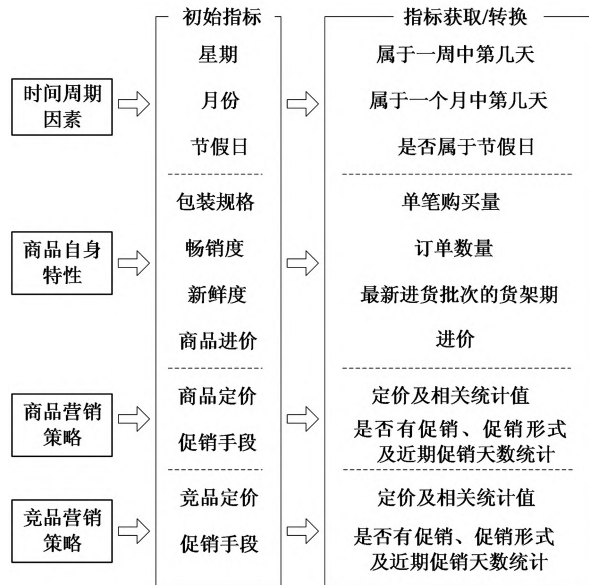 初始指标
指标获取/转换
时间周期
因素
星期
属于一周中第几天
月份
属于一个月中第几天
节假日
是否属于节假日
商品自身
特性
包装规格
单笔购买量
畅销度
订单数量
新鲜度
最新进货批次的货架期
商品进价
进价
商品营销
策略
商品定价
定价及相关统计值
促销手段
是否有促销、促销形式
及近期促销天数统计
竞品营销
策略
竞品定价
定价及相关统计值
促销手段
是否有促销、促销形式
及近期促销天数统计